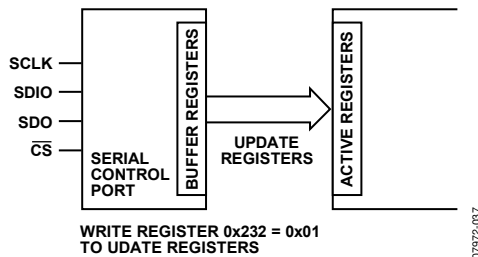 SCLK
SDIO
SDO
CS
SERIAL
CONTROL
PORT
BUFFER REGISTERS
UPDATE
REGISTERS
ACTIVE REGISTERS
WRITE REGISTER 0x232 = 0x01
TO UDATE REGISTERS
07972-037